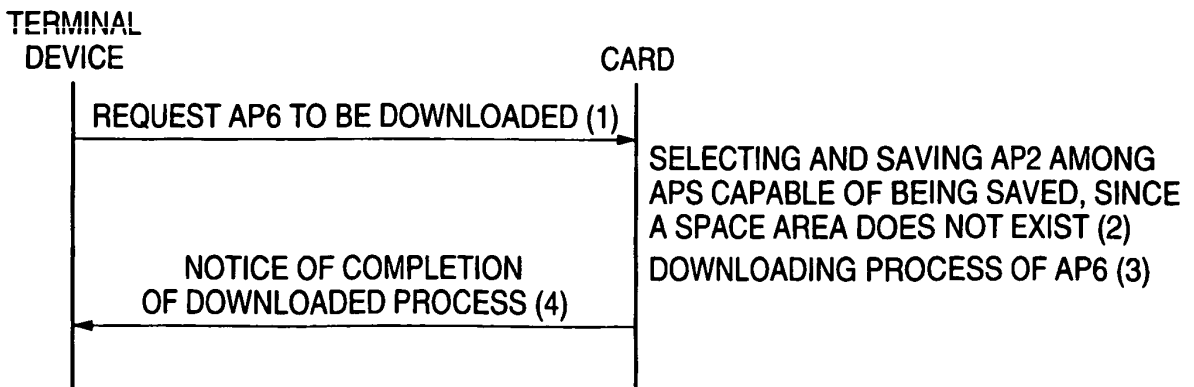 TERMINAL
DEVICE
CARD
REQUEST AP6 TO BE DOWNLOADED (1)
SELECTING AND SAVING AP2 AMONG
APS CAPABLE OF BEING SAVED, SINCE
A SPACE AREA DOES NOT EXIST (2)
DOWNLOADING PROCESS OF AP6 (3)
NOTICE OF COMPLETION
OF DOWNLOADED PROCESS (4)